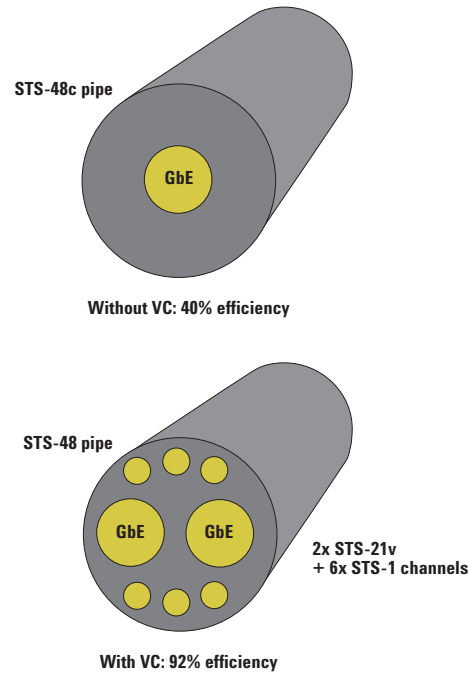 STS-48c pipe
GbE
Without VC: 40% efficiency
STS-48 pipe
GbE
GbE
2x STS-21v
+ 6x STS-1 channels
With VC: 92% efficiency